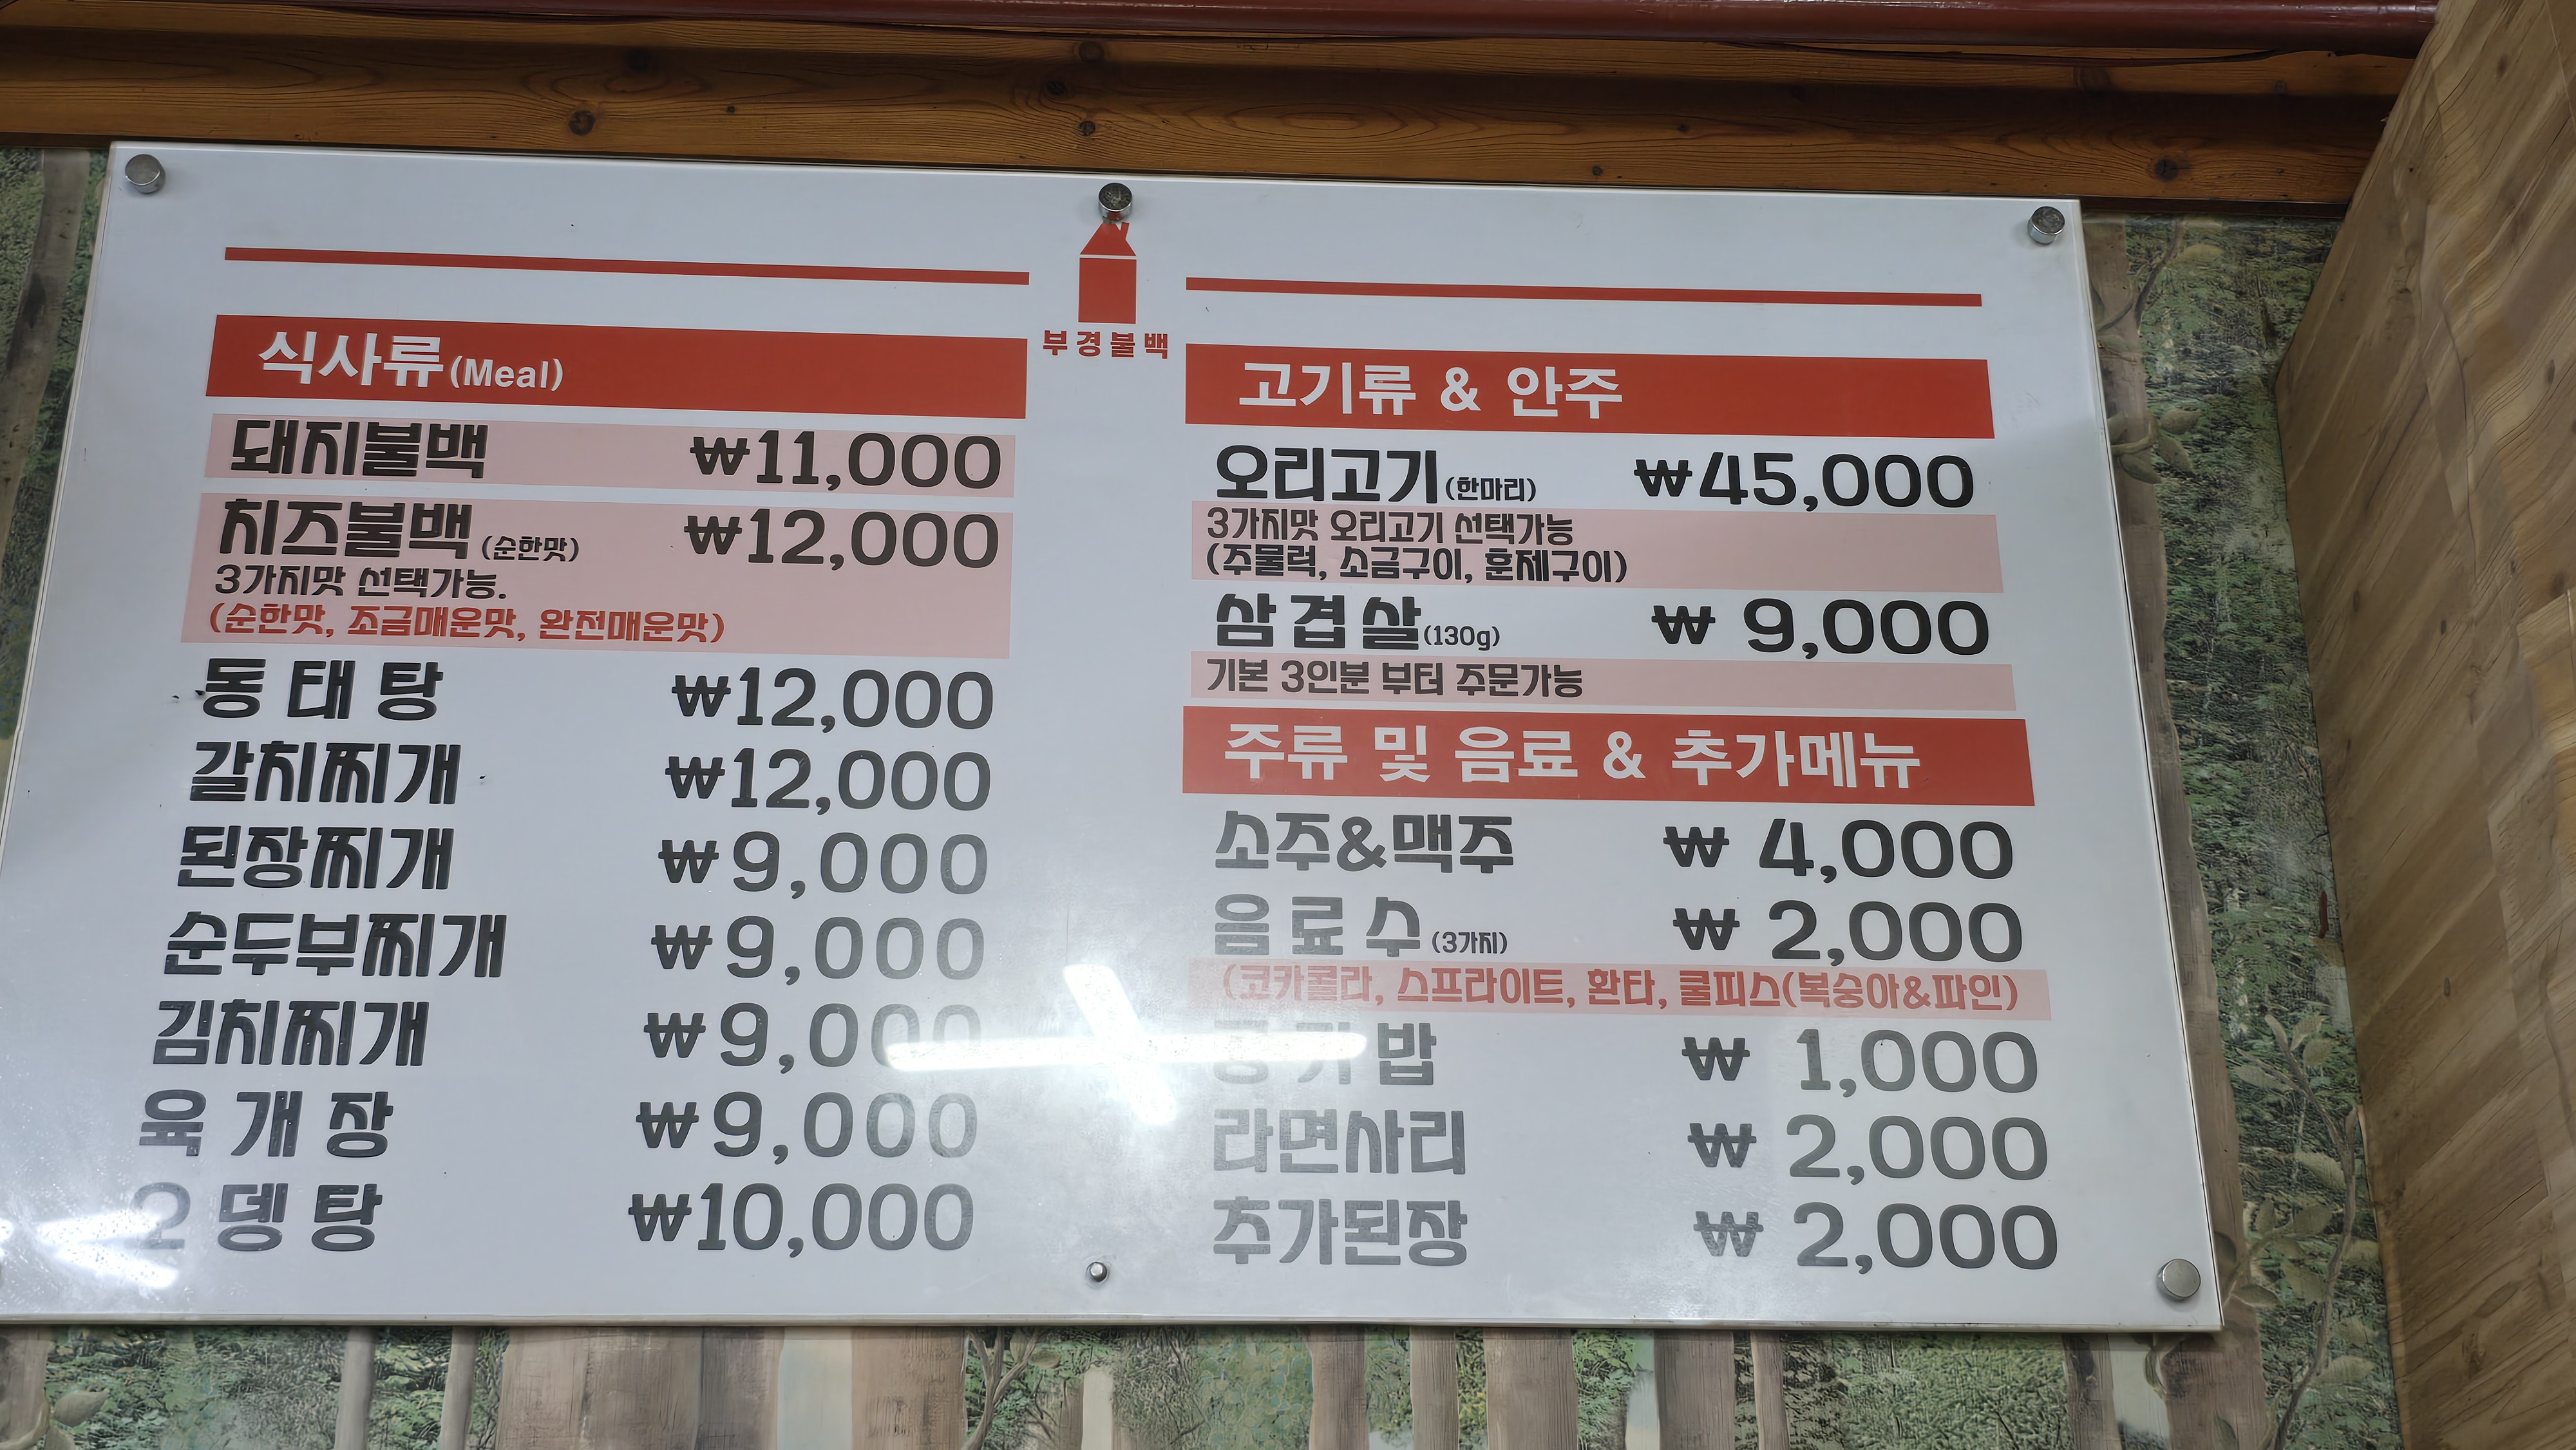 부경불백
식사류(Meal)
돼지불백 ₩11,000
치즈불백(순한맛) ₩12,000
3가지맛 선택가능.
(순한맛, 조금매운맛, 완전매운맛)
동태탕 ₩12,000
갈치찌개 ₩12,000
된장찌개 ₩9,000
순두부찌개 ₩9,000
김치찌개 ₩9,000
육개장 ₩9,000
오뎅탕 ₩10,000
고기류 & 안주
오리고기(한마리) ₩45,000
3가지맛 오리고기 선택가능
(주물럭, 소금구이, 훈제구이)
삼겹살(130g) ₩ 9,000
기본 3인분 부터 주문가능
주류 및 음료 & 추가메뉴
소주&맥주 ₩ 4,000
음료수(3가지) ₩ 2,000
(코카콜라, 스프라이트, 환타, 쿨피스(복숭아&파인)
공기밥 ₩ 1,000
라면사리 ₩ 2,000
추가된장 ₩ 2,000